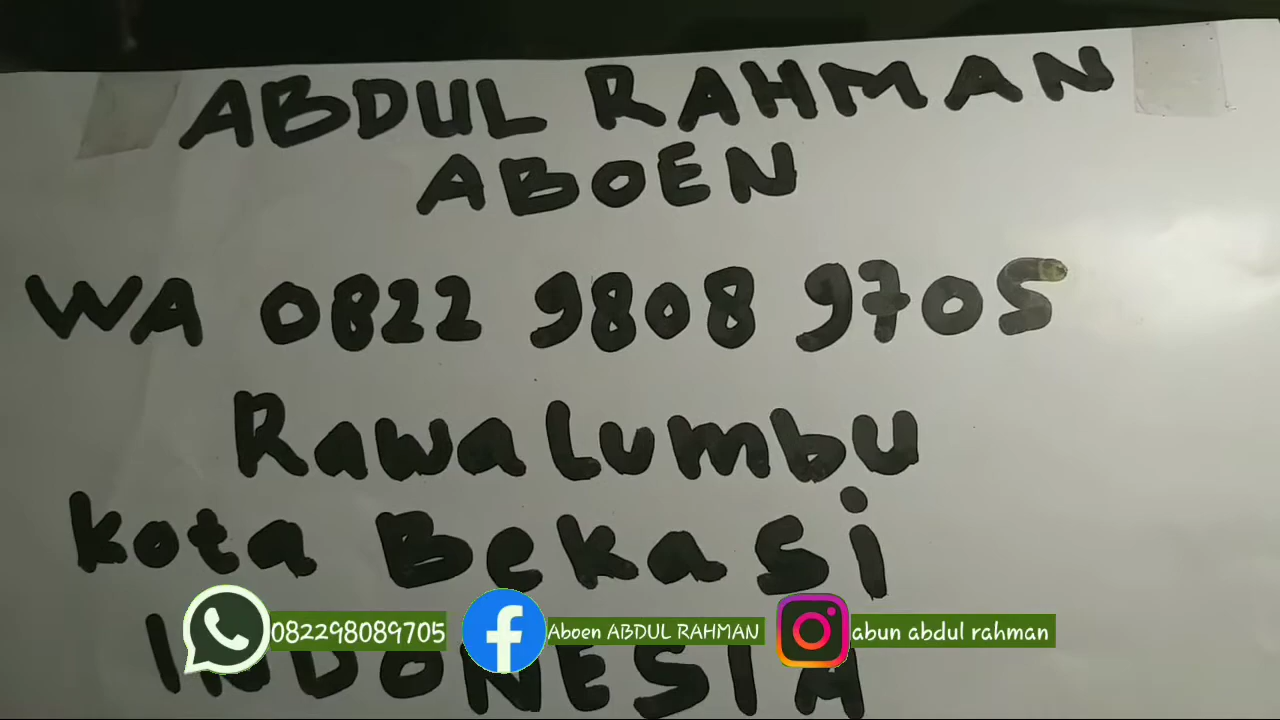 ABDUL RAHMAN
ABOEN
WA 0822 9808 9705
Rawalumbu
Kota Bekasi
INDONESIA
082298089705
Aboen ABDUL RAHMAN
abun abdul rahman